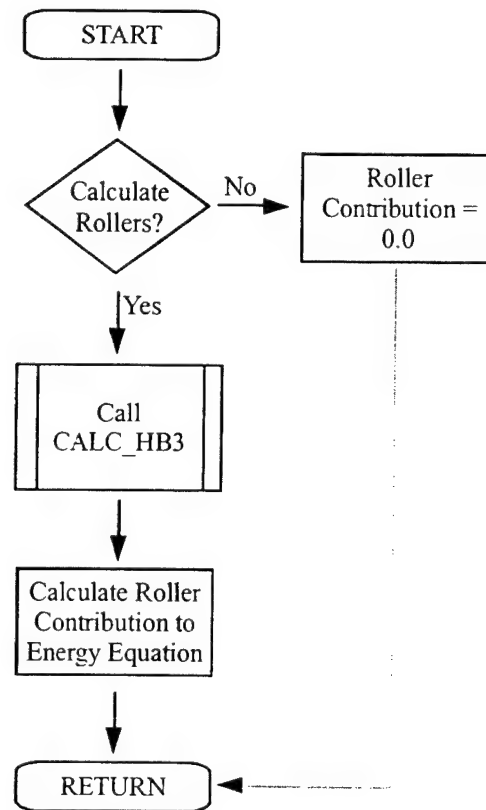 START
Calculate
Rollers?
No
Roller
Contribution =
0.0
Yes
Call
CALC_HB3
Calculate Roller
Contribution to
Energy Equation
RETURN